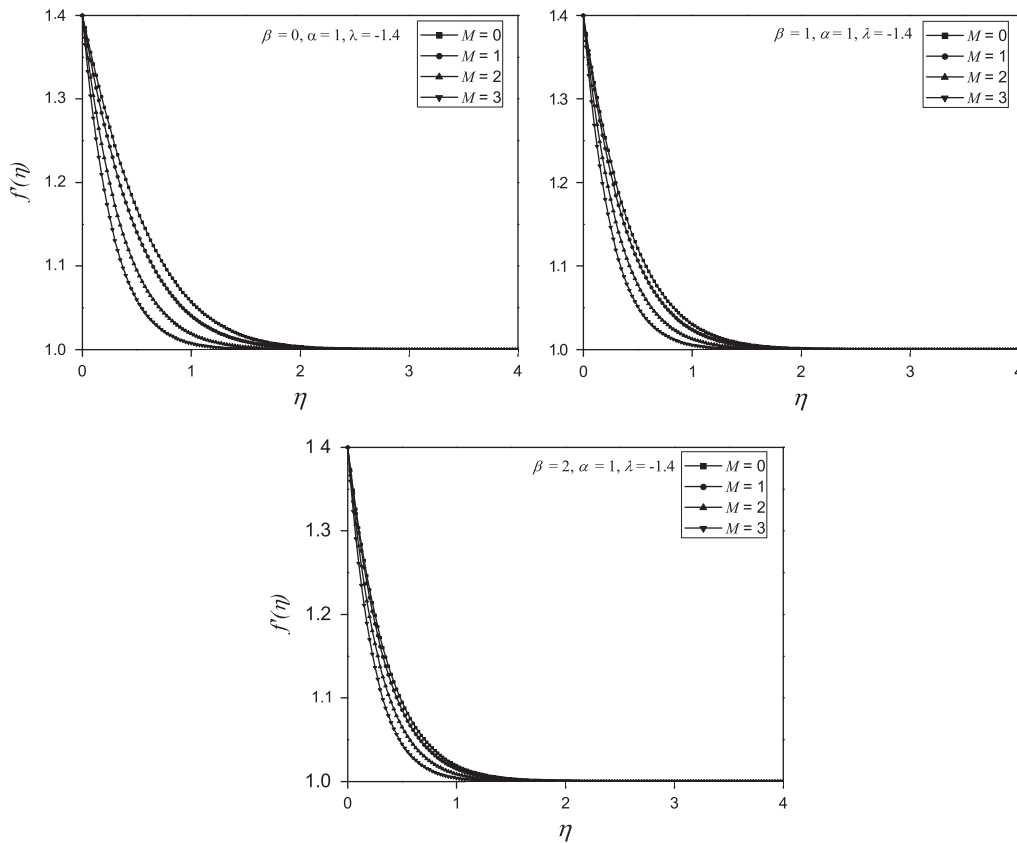 β = 0, α = 1, λ = -1.4
M = 0
M = 1
M = 2
M = 3
1.4
1.3
1.2
1.1
1.0
f'(η)
0 1 2 3 4
η
β = 1, α = 1, λ = -1.4
M = 0
M = 1
M = 2
M = 3
1.4
1.3
1.2
1.1
1.0
0 1 2 3 4
η
β = 2, α = 1, λ = -1.4
M = 0
M = 1
M = 2
M = 3
1 4
1.3
1.2
1.1
1.0
f'(η)
0 1 2 3 4
η